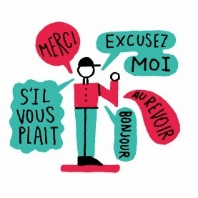 MERCI
EXCUSEZ
MOI
S'IL
VOUS
PLAIT
AU REVOIR
BONJOUR